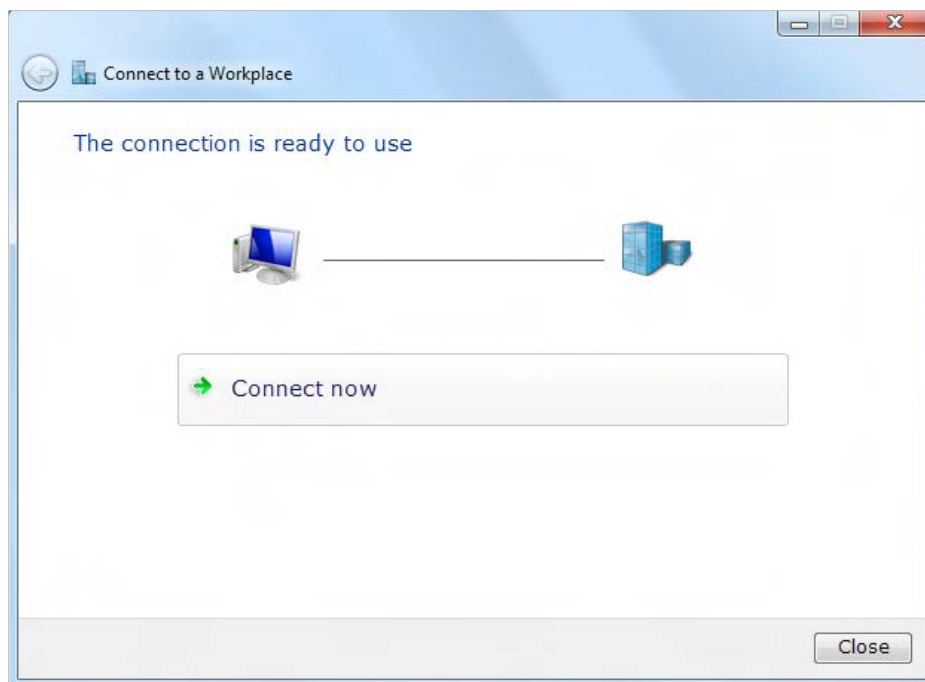 Connect to a Workplace
The connection is ready to use
Connect now
Close